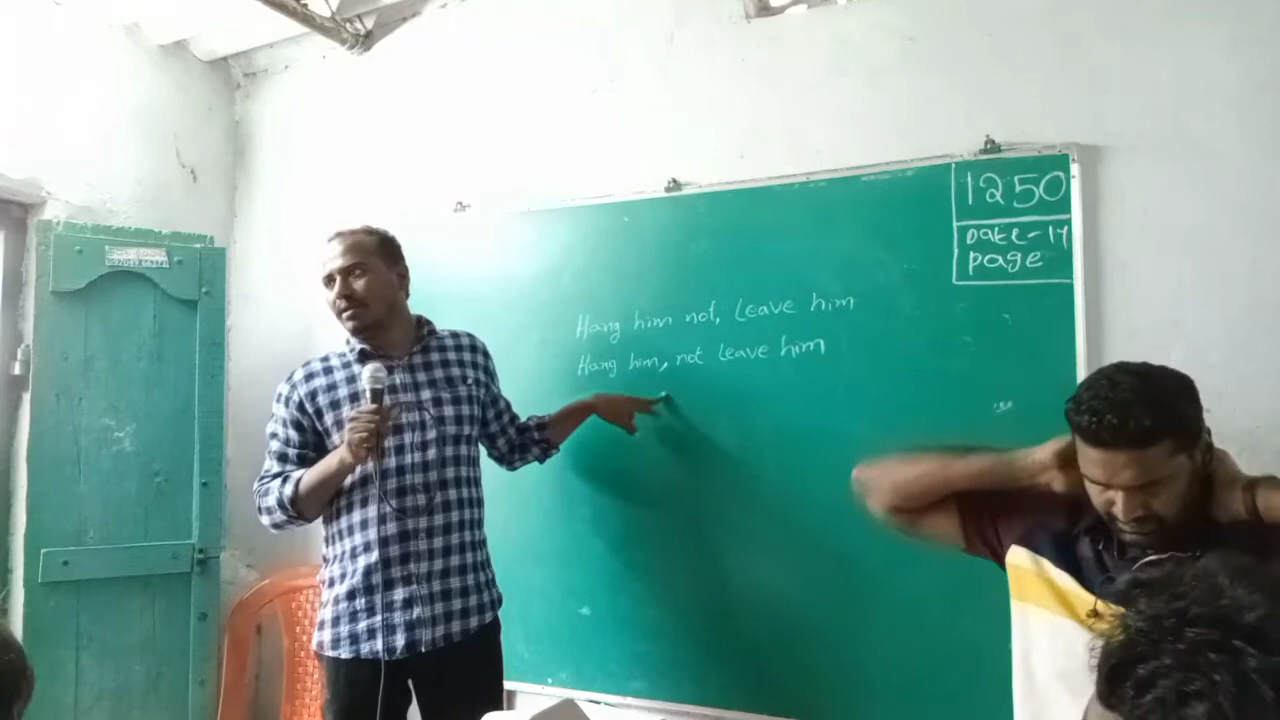 1250
Date-14
page
Hang him not, Leave him
Hang him, not leave him